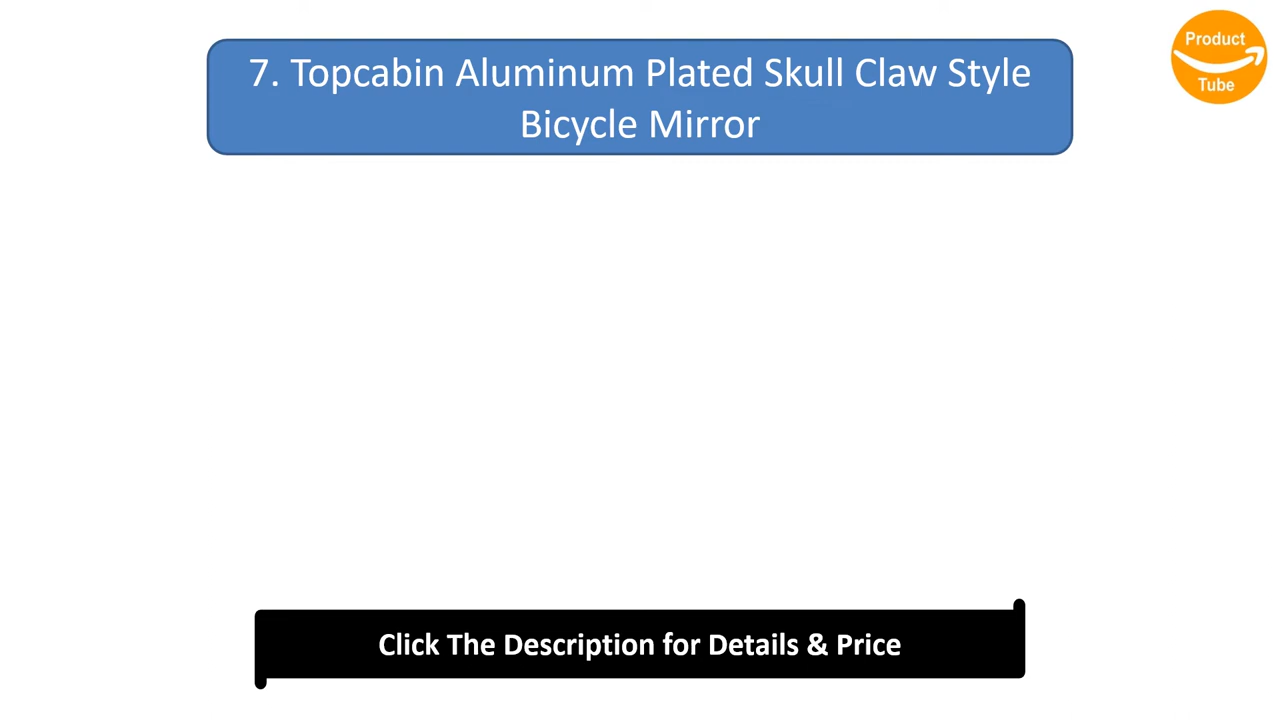 7. Topcabin Aluminum Plated Skull Claw Style
Bicycle Mirror
Product
Tube
Click The Description for Details & Price